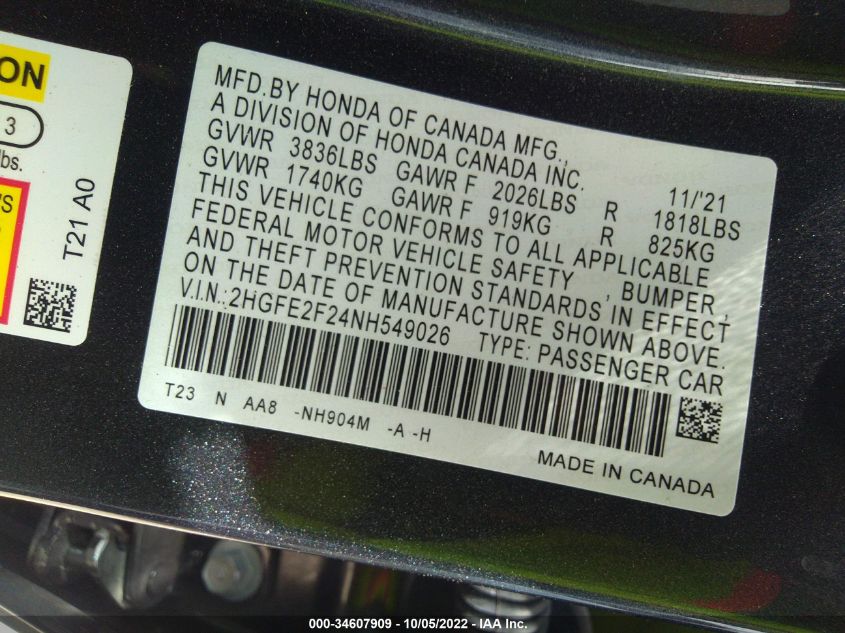 ON
3
lbs.
'S
T21 A0
MFD.BY HONDA OF CANADA MFG.,
A DIVISION OF HONDA CANADA INC.
GVWR 3836LBS GAWR F 2026LBS R 1818LBS
GVWR 1740KG GAWR F 919KG R 825KG
11/'21
THIS VEHICLE CONFORMS TO ALL APPLICABLE
FEDERAL MOTOR VEHICLE SAFETY , BUMPER ,
AND THEFT PREVENTION STANDARDS IN EFFECT
ON THE DATE OF MANUFACTURE SHOWN ABOVE.
V.I.N.:2HGFE2F24NH549026 TYPE: PASSENGER CAR
T23 N AA8 -NH904M -A -H
MADE IN CANADA
000-34607909 - 10/05/2022 - IAA Inc.